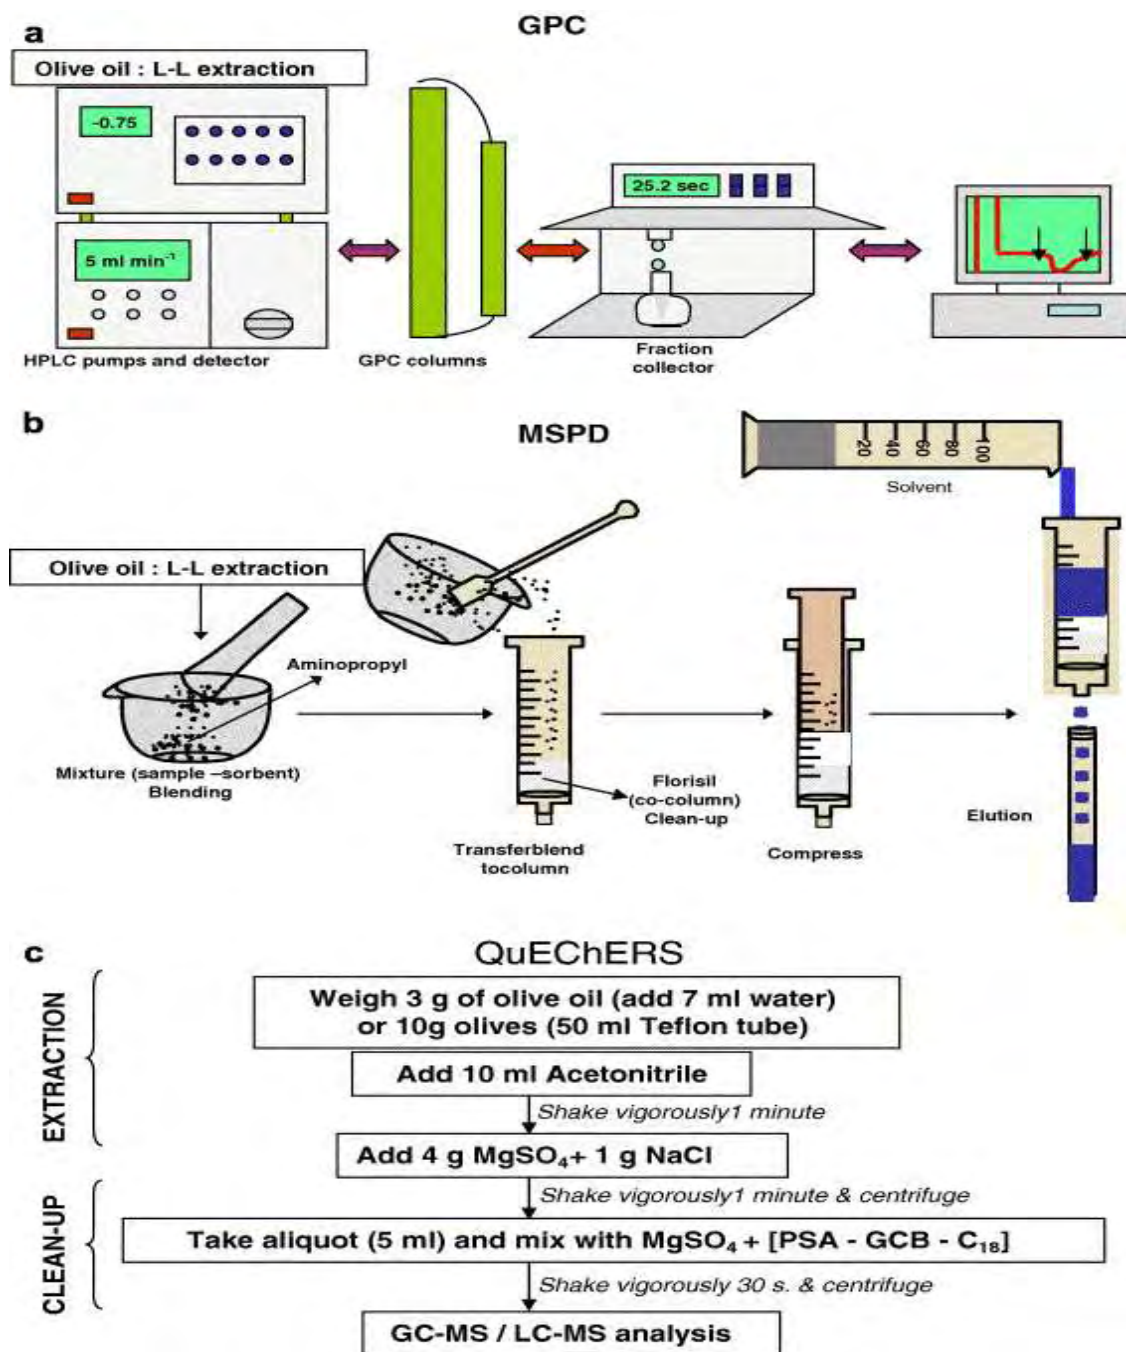 a
GPC
Olive oil : L-L extraction
-0.75
5 ml min⁻¹
25.2 sec
HPLC pumps and detector
GPC columns
Fraction
collector
b
MSPD
20
40
60
80
100
Solvent
Olive oil : L-L extraction
Aminopropyl
Mixture (sample –sorbent)
Blending
Florisil
(co-column)
Clean-up
Transferblend
tocolumn
Compress
Elution
c
QuEChERS
EXTRACTION
Weigh 3 g of olive oil (add 7 ml water)
or 10g olives (50 ml Teflon tube)
Add 10 ml Acetonitrile
Shake vigorously1 minute
Add 4 g MgSO₄+ 1 g NaCl
Shake vigorously1 minute & centrifuge
CLEAN-UP
Take aliquot (5 ml) and mix with MgSO₄ + [PSA - GCB - C₁₈]
Shake vigorously 30 s. & centrifuge
GC-MS / LC-MS analysis